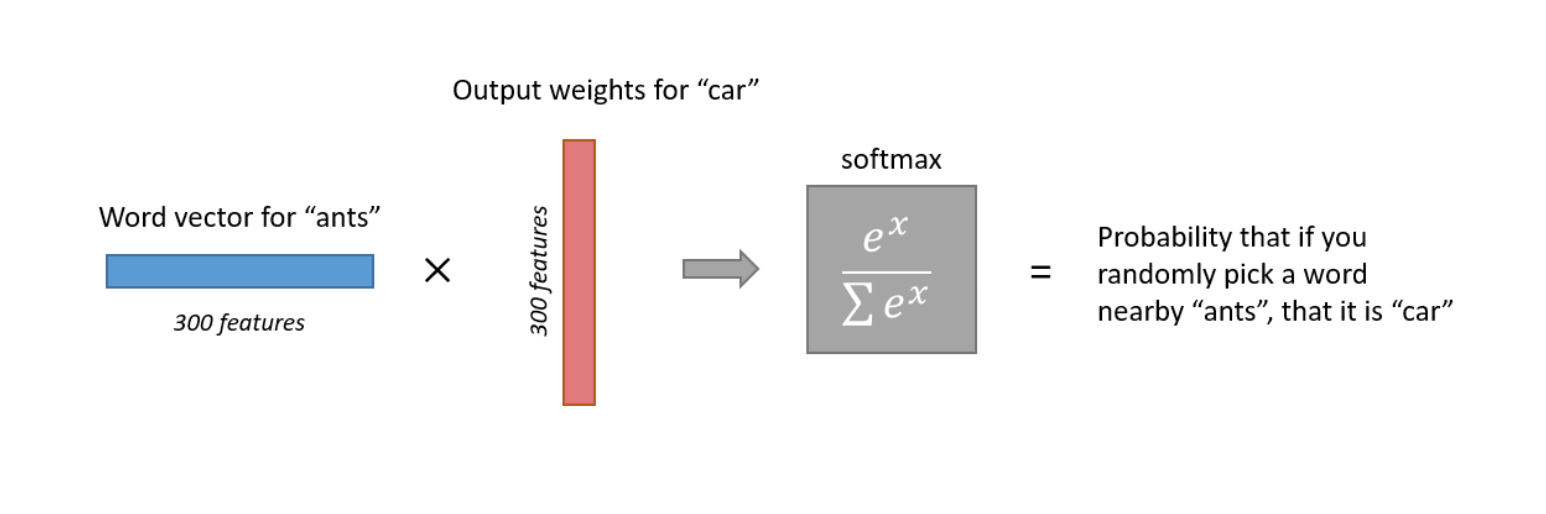 Output weights for “car”
softmax
Word vector for “ants”
300 features
×
300 features
e^x
∑ e^x
=
Probability that if you
randomly pick a word
nearby “ants”, that it is “car”